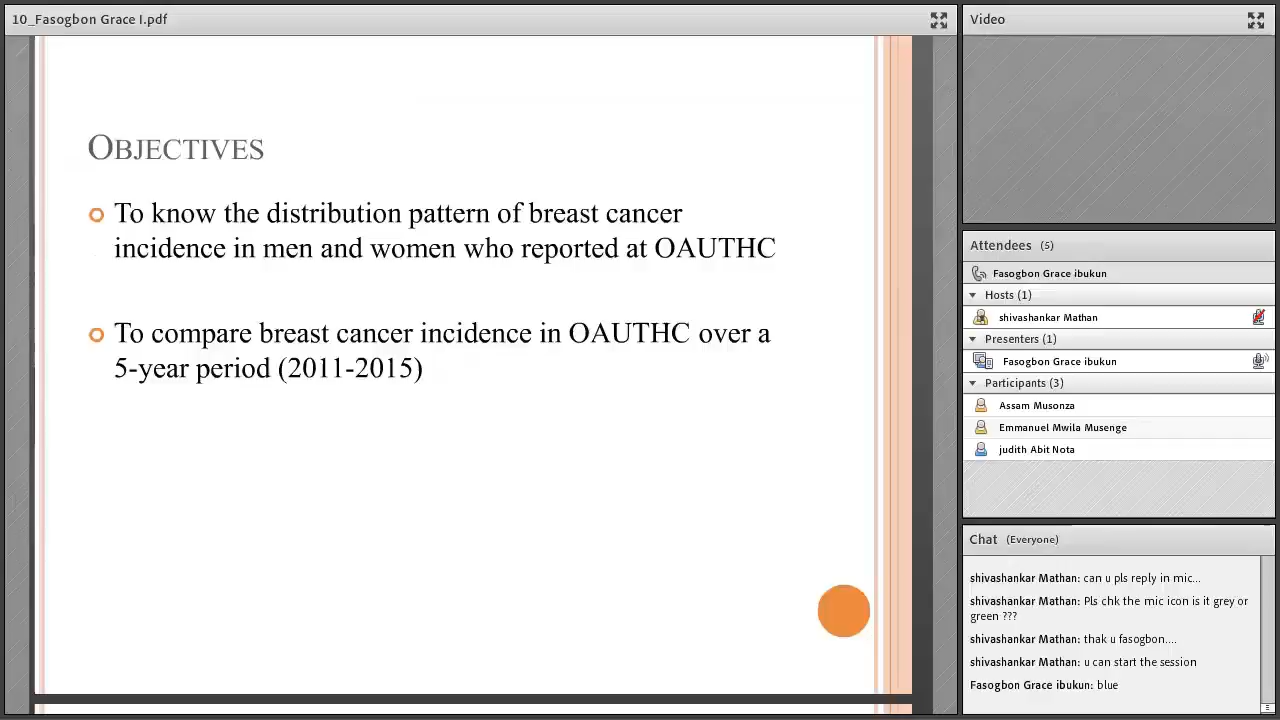 10_Fasogbon Grace I.pdf
OBJECTIVES
To know the distribution pattern of breast cancer
incidence in men and women who reported at OAUTHC
To compare breast cancer incidence in OAUTHC over a
5-year period (2011-2015)
Video
Attendees (5)
Fasogbon Grace ibukun
Hosts (1)
shivashankar Mathan
Presenters (1)
Fasogbon Grace ibukun
Participants (3)
Assam Musonza
Emmanuel Mwila Musenge
judith Abit Nota
Chat (Everyone)
shivashankar Mathan: can u pls reply in mic...
shivashankar Mathan: Pls chk the mic icon is it grey or
green ???
shivashankar Mathan: thak u fasogbon....
shivashankar Mathan: u can start the session
Fasogbon Grace ibukun: blue